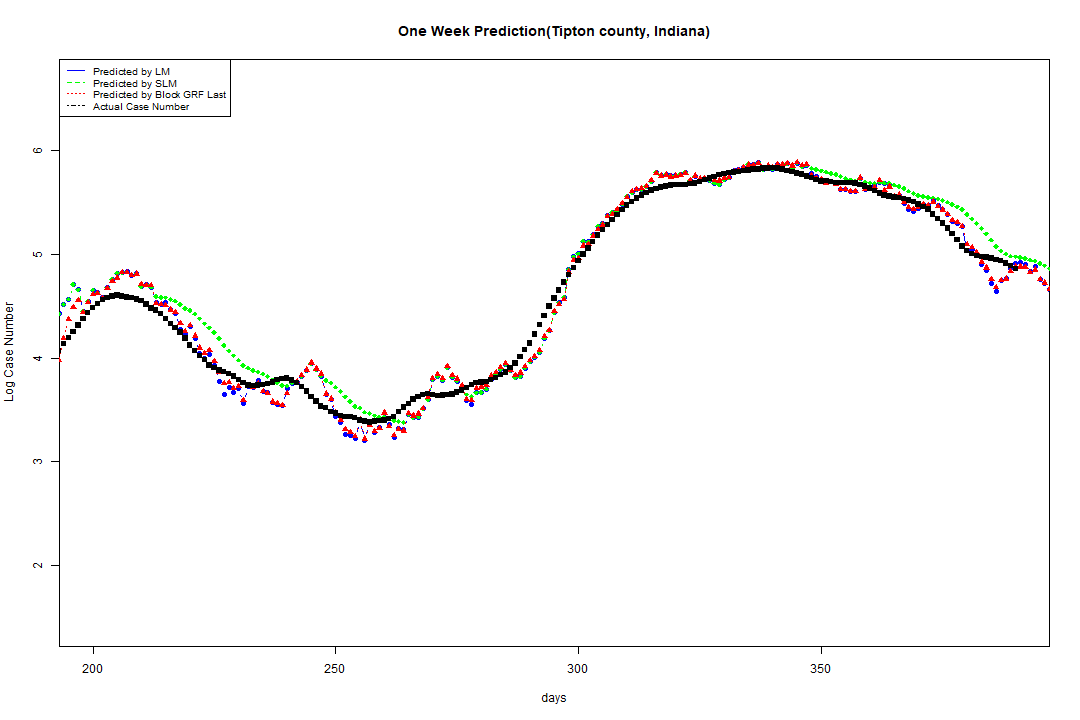 One Week Prediction(Tipton county, Indiana)
Predicted by LM
Predicted by SLM
Predicted by Block GRF Last
Actual Case Number
6
5
4
3
2
Log Case Number
200 250 300 350
days